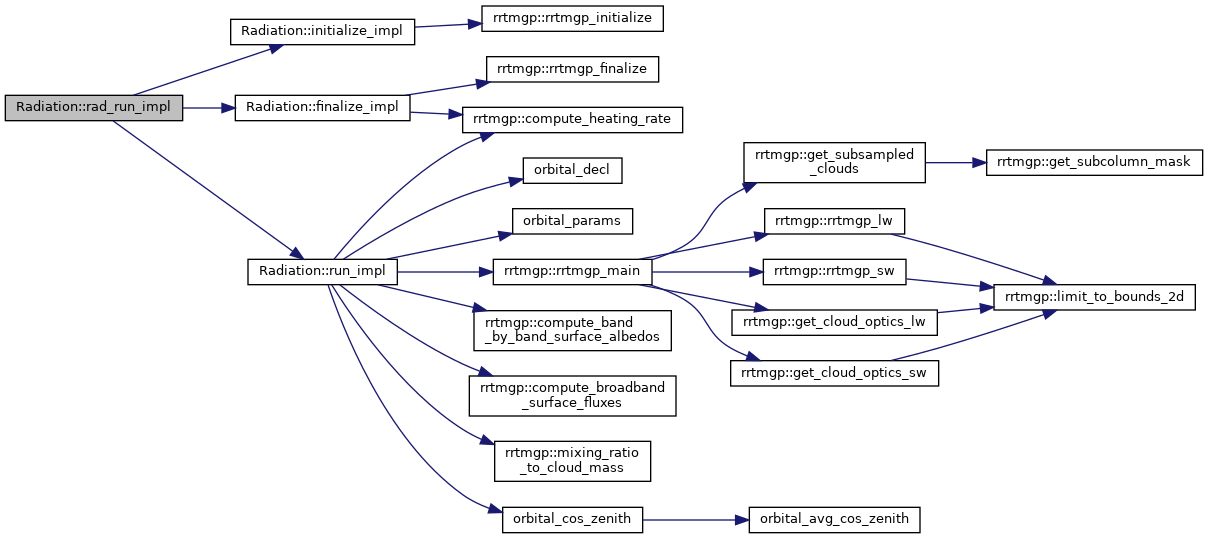 Radiation::rad_run_impl
Radiation::initialize_impl
rrtmgp::rrtmgp_initialize
Radiation::finalize_impl
rrtmgp::rrtmgp_finalize
rrtmgp::compute_heating_rate
Radiation::run_impl
orbital_decl
orbital_params
rrtmgp::rrtmgp_main
rrtmgp::get_subsampled
_clouds
rrtmgp::get_subcolumn_mask
rrtmgp::rrtmgp_lw
rrtmgp::rrtmgp_sw
rrtmgp::get_cloud_optics_lw
rrtmgp::get_cloud_optics_sw
rrtmgp::limit_to_bounds_2d
rrtmgp::compute_band
_by_band_surface_albedos
rrtmgp::compute_broadband
_surface_fluxes
rrtmgp::mixing_ratio
_to_cloud_mass
orbital_cos_zenith
orbital_avg_cos_zenith